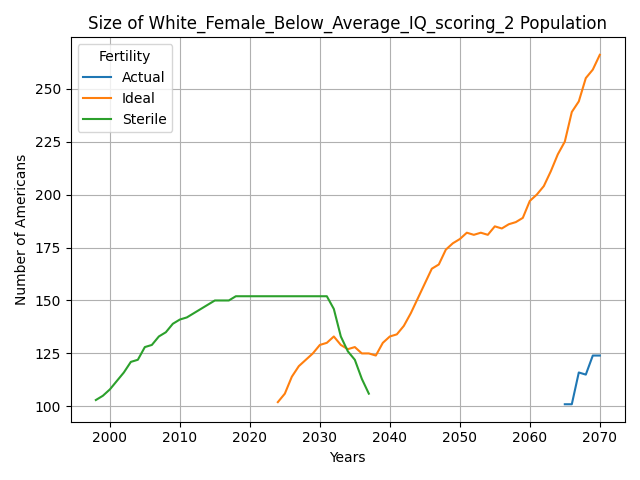 Size of White_Female_Below_Average_IQ_scoring_2 Population
Fertility
Actual
Ideal
Sterile
Number of Americans
250
225
200
175
150
125
100
2000 2010 2020 2030 2040 2050 2060 2070
Years